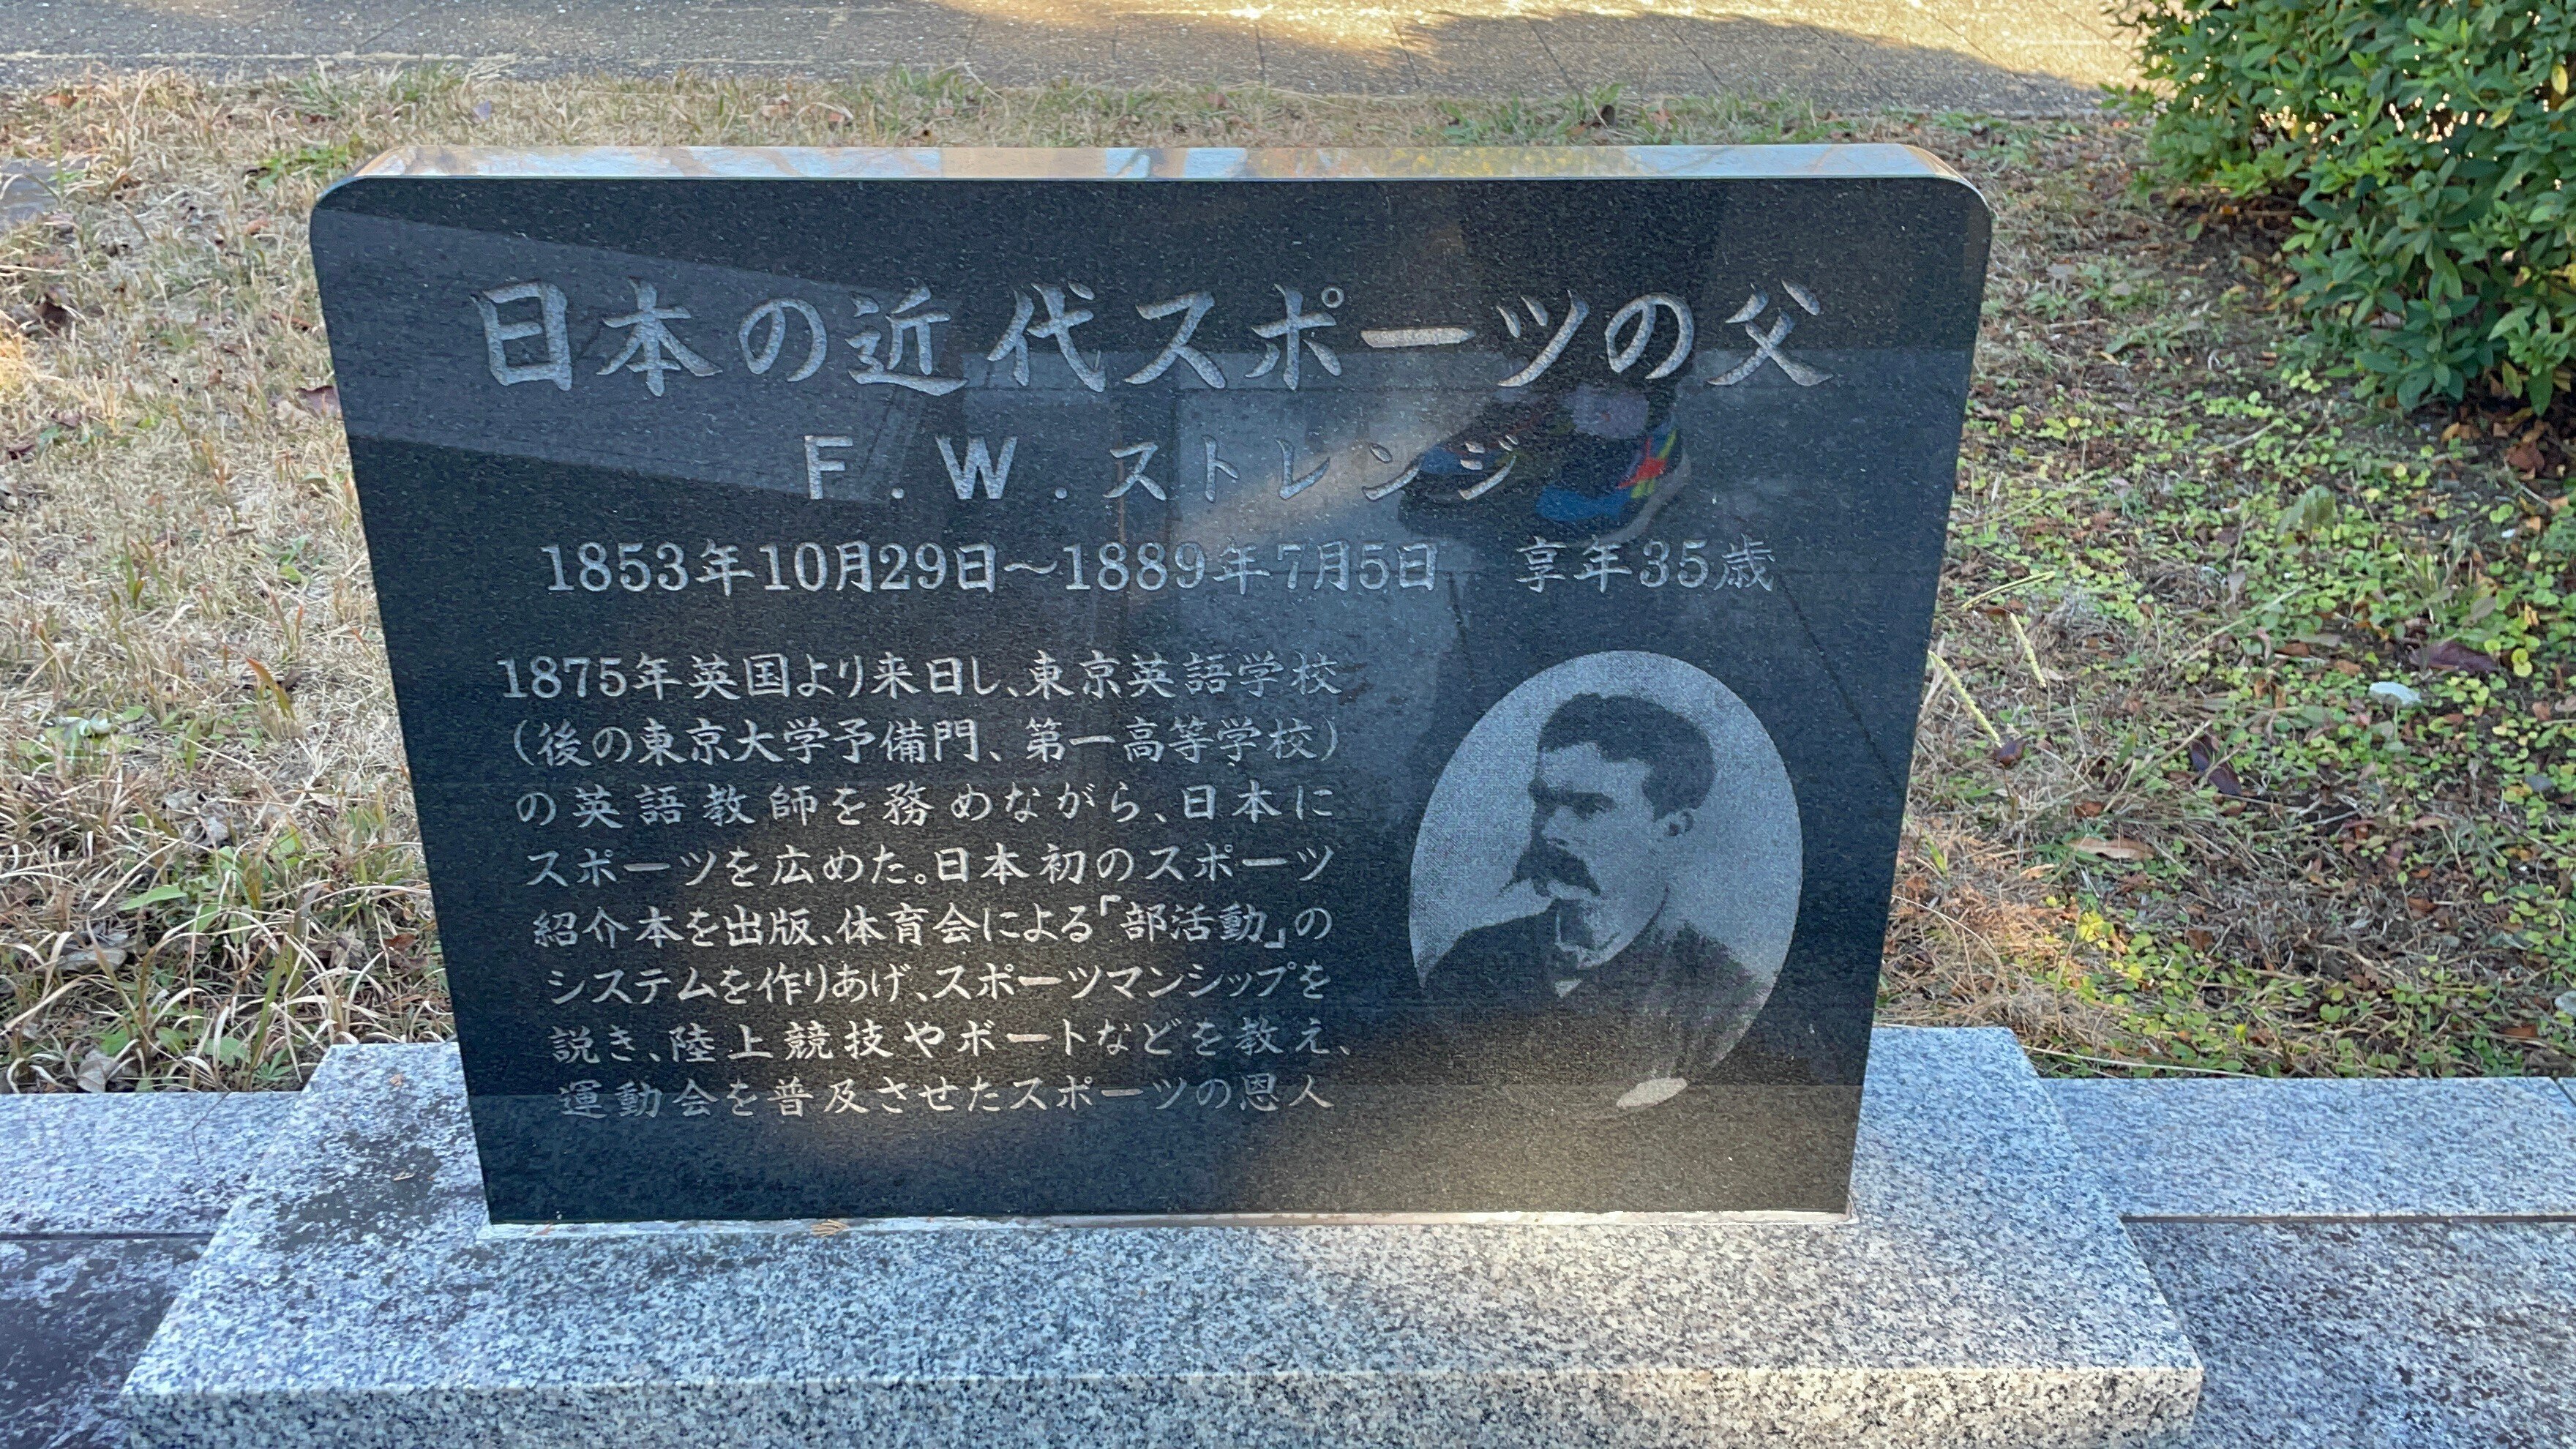 日本の近代スポーツの父
F.W.ストレンジ
1853年10月29日～1889年7月5日　享年35歳
1875年英国より来日し、東京英語学校
（後の東京大学予備門、第一高等学校）
の英語教師を務めながら、日本に
スポーツを広めた。日本初のスポーツ
紹介本を出版、体育会による「部活動」の
システムを作りあげ、スポーツマンシップを
説き、陸上競技やボートなどを教え、
運動会を普及させたスポーツの恩人